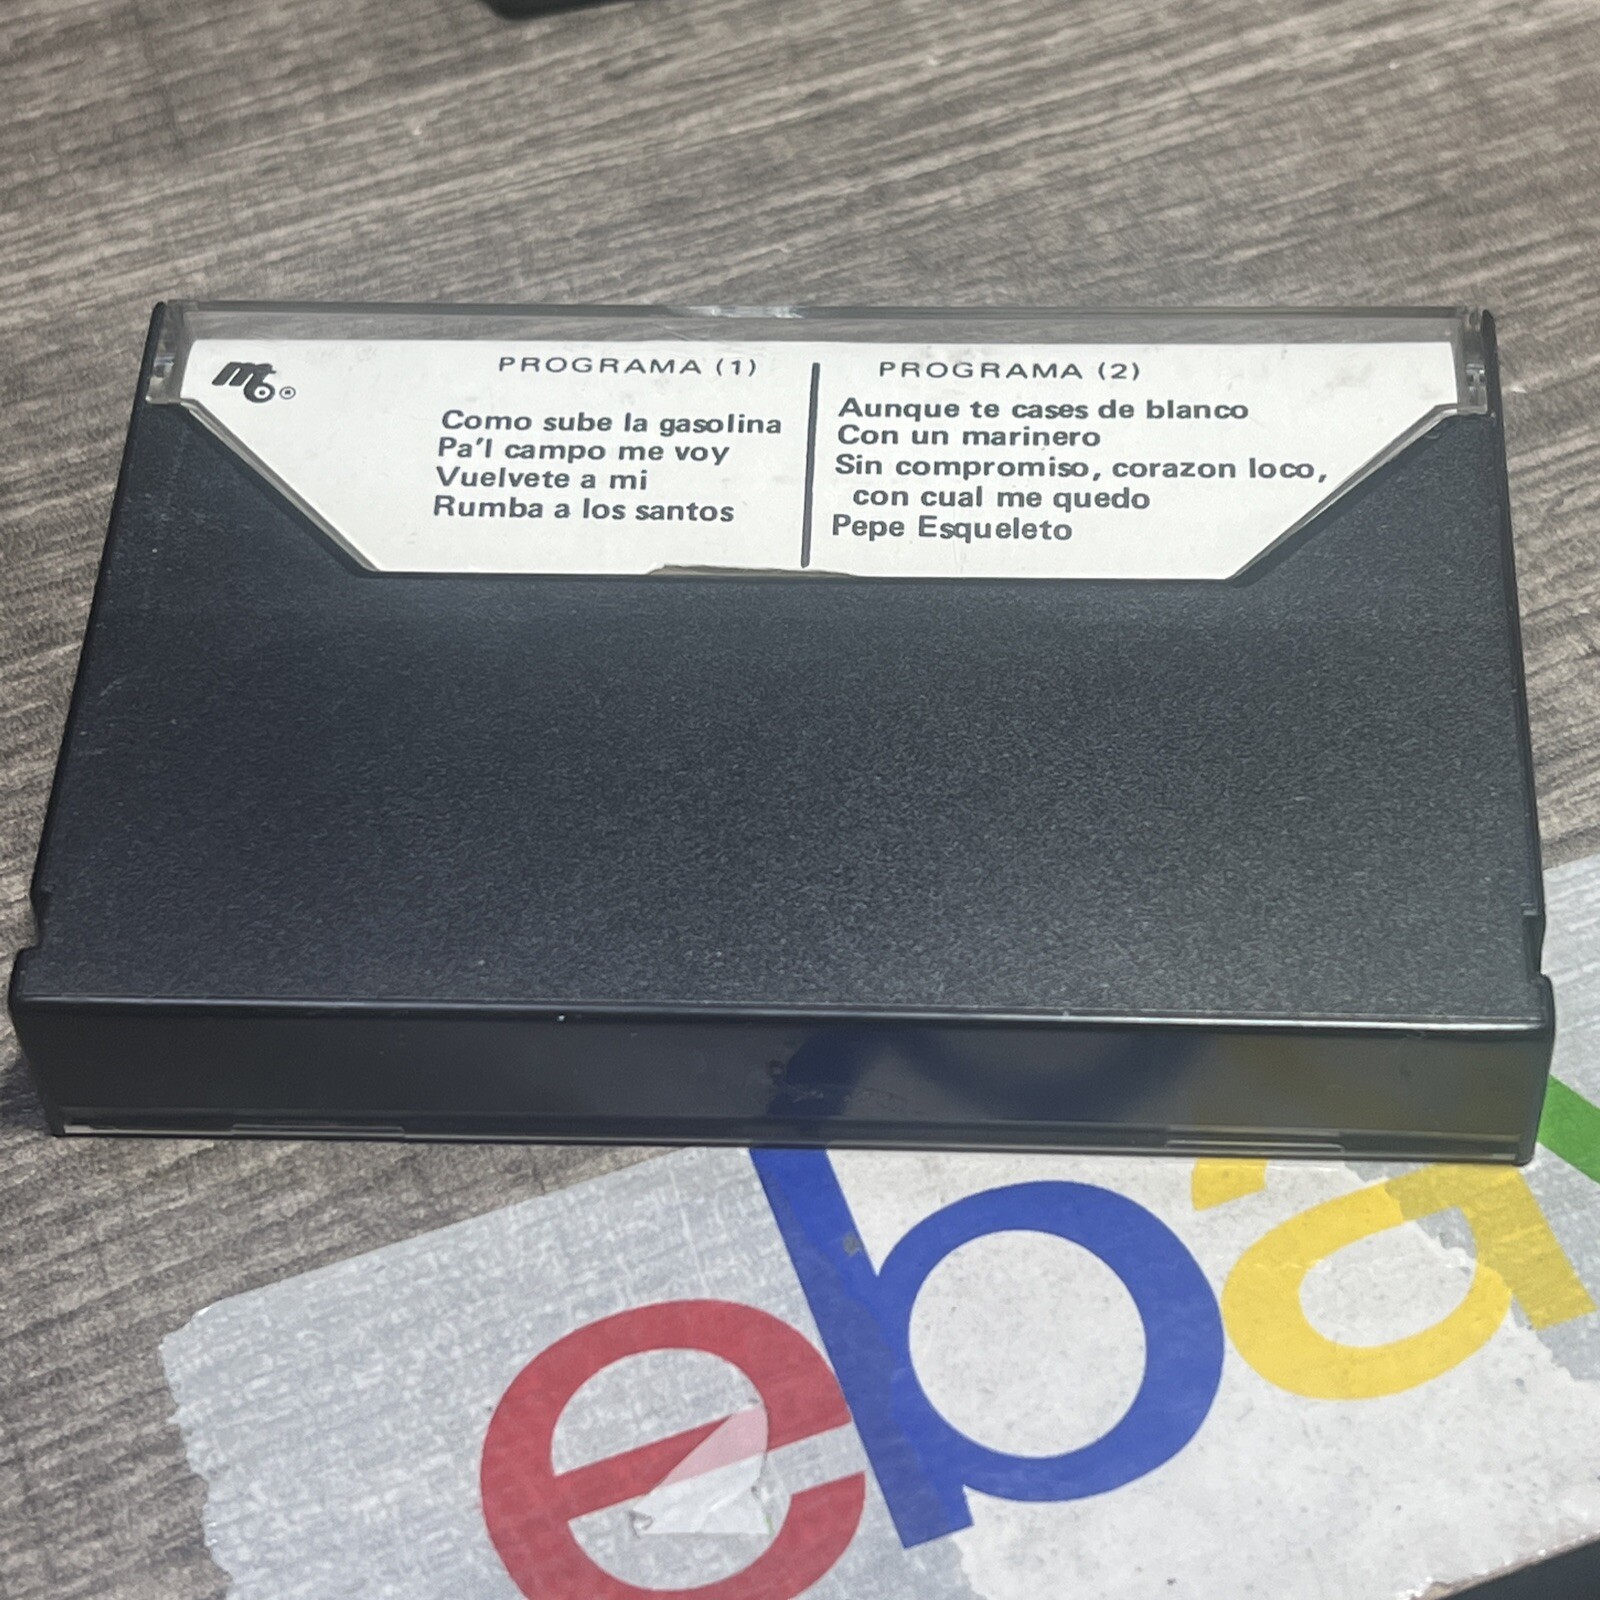 m6®
PROGRAMA (1)
Como sube la gasolina
Pa'l campo me voy
Vuelvete a mi
Rumba a los santos
PROGRAMA (2)
Aunque te cases de blanco
Con un marinero
Sin compromiso, corazon loco,
con cual me quedo
Pepe Esqueleto
eba